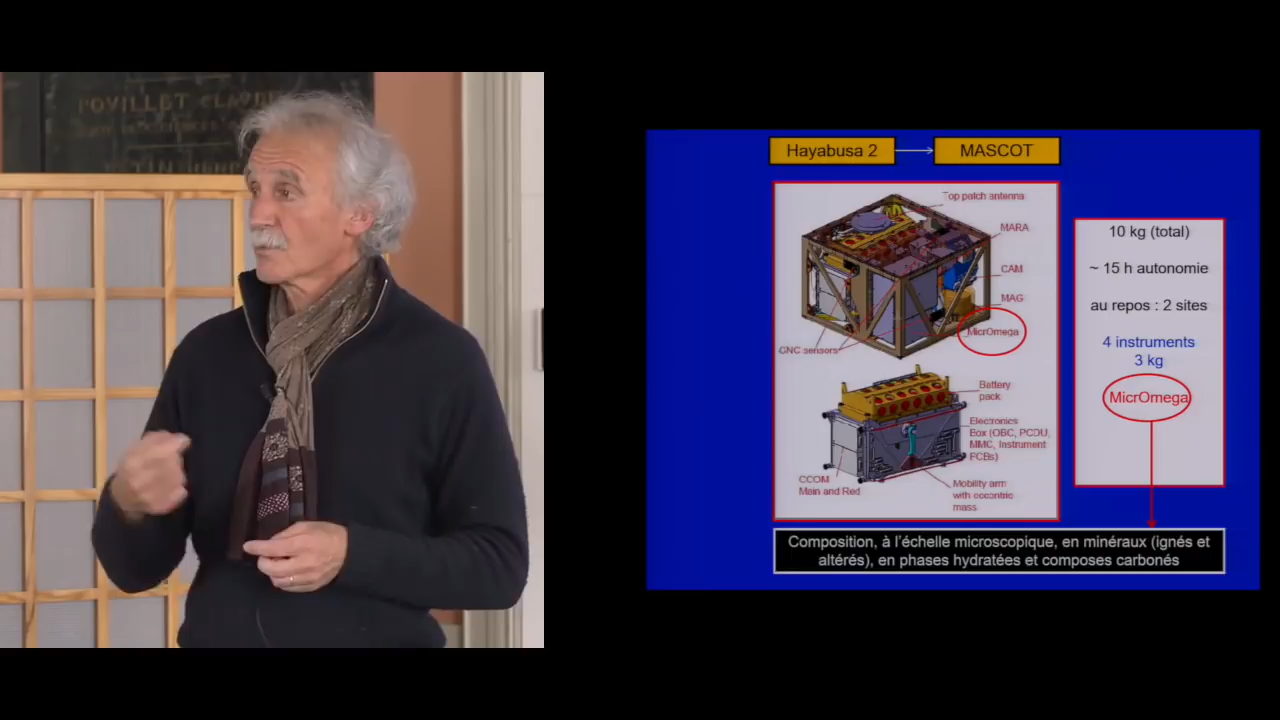 POVILLET CLAUDE
Hayabusa 2
MASCOT
Top patch antenna
MARA
CAM
MAG
MicrOmega
GNC sensors
Battery
pack
Electronics
Box (OBC, PCDU,
MMC, Instrument
PCBs)
CCOM
Main and Red
Mobility arm
with eccentric
mass
10 kg (total)
~ 15 h autonomie
au repos : 2 sites
4 instruments
3 kg
MicrOmega
Composition, à l'échelle microscopique, en minéraux (ignés et
altérés), en phases hydratées et composes carbonés